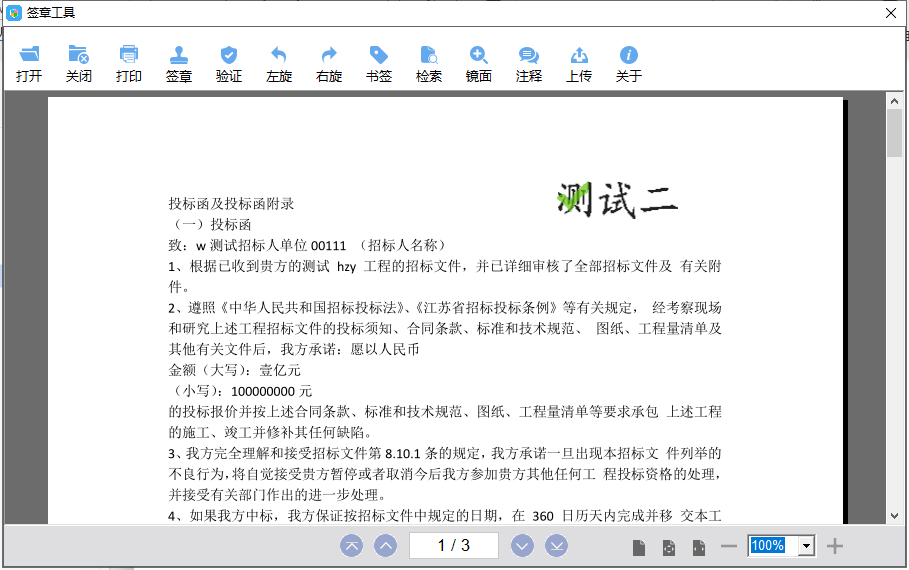 签章工具
打开 关闭 打印 签章 验证 左旋 右旋 书签 检索 镜面 注释 上传 关于
测试二
投标函及投标函附录
（一）投标函
致：w 测试招标人单位 00111 （招标人名称）
1、根据已收到贵方的测试 hzy 工程的招标文件，并已详细审核了全部招标文件及 有关附
件。
2、遵照《中华人民共和国招标投标法》、《江苏省招标投标条例》等有关规定， 经考察现场
和研究上述工程招标文件的投标须知、合同条款、标准和技术规范、 图纸、工程量清单及
其他有关文件后，我方承诺：愿以人民币
金额（大写）：壹亿元
（小写）：100000000 元
的投标报价并按上述合同条款、标准和技术规范、图纸、工程量清单等要求承包 上述工程
的施工、竣工并修补其任何缺陷。
3、我方完全理解和接受招标文件第 8.10.1 条的规定，我方承诺一旦出现本招标文 件列举的
不良行为，将自觉接受贵方暂停或者取消今后我方参加贵方其他任何工 程投标资格的处理，
并接受有关部门作出的进一步处理。
4、如果我方中标，我方保证按招标文件中规定的日期，在 360 日历天内完成并移 交本工
1 / 3
100%